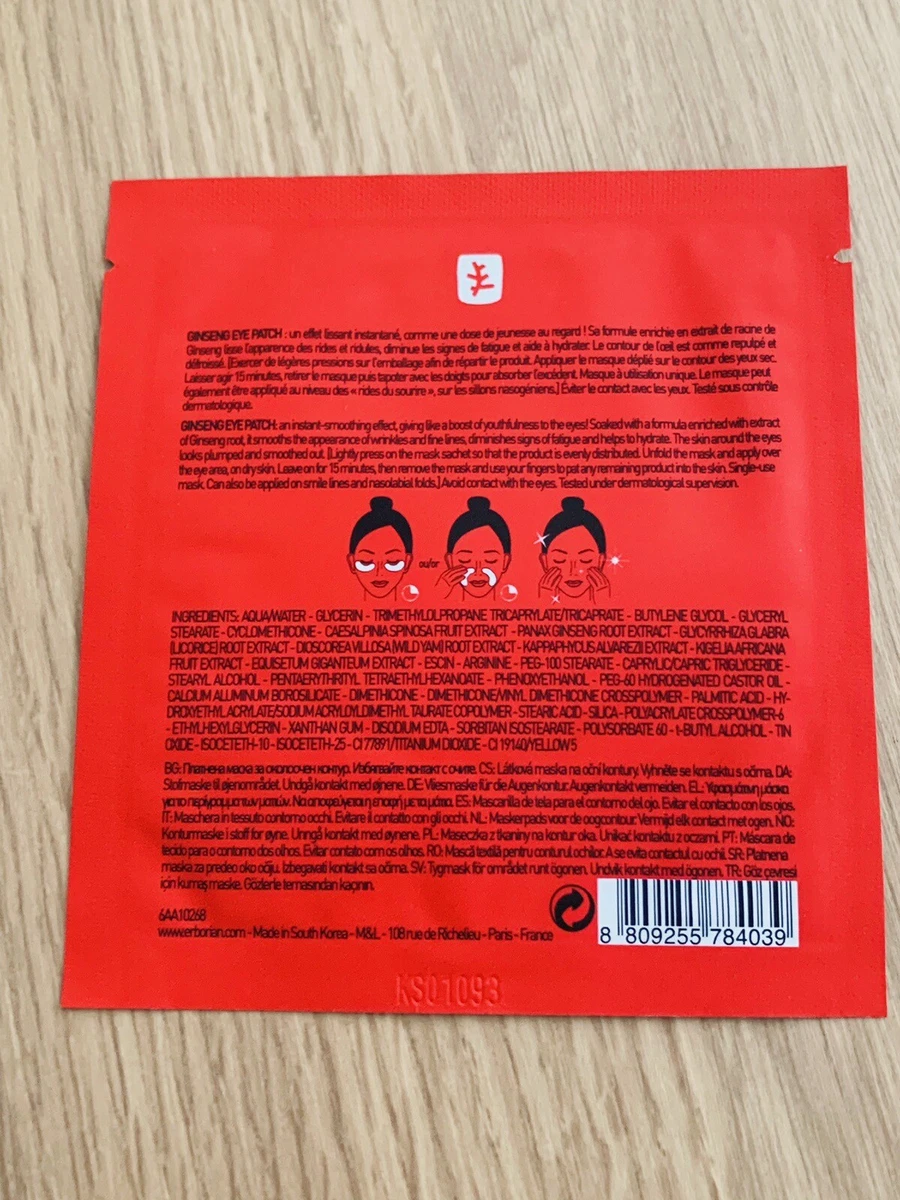 GINSENG EYE PATCH : un effet lissant instantané, comme une dose de jeunesse au regard ! Sa formule enrichie en extrait de racine de
Ginseng lisse l'apparence des rides et ridules, diminue les signes de fatigue et aide à hydrater. Le contour de l'œil est comme repulpé et
défroissé. [Exercer de légères pressions sur l'emballage afin de répartir le produit. Appliquer le masque déplié sur le contour des yeux sec.
Laisser agir 15 minutes, retirer le masque puis tapoter avec les doigts pour absorber l'excédent. Masque à utilisation unique. Le masque peut
également être appliqué au niveau des « rides du sourire », sur les sillons nasogéniens.] Éviter le contact avec les yeux. Testé sous contrôle
dermatologique.
GINSENG EYE PATCH: an instant-smoothing effect, giving like a boost of youthfulness to the eyes! Soaked with a formula enriched with extract
of Ginseng root, it smooths the appearance of wrinkles and fine lines, diminishes signs of fatigue and helps to hydrate. The skin around the eyes
looks plumped and smoothed out. [Lightly press on the mask sachet so that the product is evenly distributed. Unfold the mask and apply over
the eye area, on dry skin. Leave on for 15 minutes, then remove the mask and use your fingers to pat any remaining product into the skin. Single-use
mask. Can also be applied on smile lines and nasolabial folds.] Avoid contact with the eyes. Tested under dermatological supervision.
ou/or
INGREDIENTS: AQUA/WATER - GLYCERIN - TRIMETHYLOLPROPANE TRICAPRYLATE/TRICAPRATE - BUTYLENE GLYCOL - GLYCERYL
STEARATE - CYCLOMETHICONE - CAESALPINIA SPINOSA FRUIT EXTRACT - PANAX GINSENG ROOT EXTRACT - GLYCYRRHIZA GLABRA
(LICORICE) ROOT EXTRACT - DIOSCOREA VILLOSA (WILD YAM) ROOT EXTRACT - KAPPAPHYCUS ALVAREZII EXTRACT - KIGELIA AFRICANA
FRUIT EXTRACT - EQUISETUM GIGANTEUM EXTRACT - ESCIN - ARGININE - PEG-100 STEARATE - CAPRYLIC/CAPRIC TRIGLYCERIDE -
STEARYL ALCOHOL - PENTAERYTHRITYL TETRAETHYLHEXANOATE - PHENOXYETHANOL - PEG-60 HYDROGENATED CASTOR OIL -
CALCIUM ALUMINUM BOROSILICATE - DIMETHICONE - DIMETHICONE/VINYL DIMETHICONE CROSSPOLYMER - PALMITIC ACID - HY-
DROXYETHYL ACRYLATE/SODIUM ACRYLOYLDIMETHYL TAURATE COPOLYMER - STEARIC ACID - SILICA - POLYACRYLATE CROSSPOLYMER-6
- ETHYLHEXYLGLYCERIN - XANTHAN GUM - DISODIUM EDTA - SORBITAN ISOSTEARATE - POLYSORBATE 60 - t-BUTYL ALCOHOL - TIN
OXIDE - ISOCETETH-10 - ISOCETETH-25 - CI 77891/TITANIUM DIOXIDE - CI 19140/YELLOW 5
BG: Платнена маска за околоочен контур. Избягвайте контакт с очите. CS: Látková maska na oční kontury. Vyhněte se kontaktu s očima. DA:
Stofmaske til øjenområdet. Undgå kontakt med øjnene. DE: Vliesmaske für die Augenkontur. Augenkontakt vermeiden. EL: Υφασμάτινη μάσκα
για το περίγραμμα των ματιών. Να αποφεύγεται η επαφή με τα μάτια. ES: Mascarilla de tela para el contorno del ojo. Evitar el contacto con los ojos.
IT: Maschera in tessuto contorno occhi. Evitare il contatto con gli occhi. NL: Maskerpads voor de oogcontour. Vermijd elk contact met ogen. NO:
Konturmaske i stoff for øyne. Unngå kontakt med øynene. PL: Maseczka z tkaniny na kontur oka. Unikać kontaktu z oczami. PT: Máscara de
tecido para o contorno dos olhos. Evitar contato com os olhos. RO: Mască textilă pentru conturul ochilor. A se evita contactul cu ochii. SR: Platnena
maska za predeo oko očiju. Izbegavati kontakt sa očima. SV: Tygmask för området runt ögonen. Undvik kontakt med ögonen. TR: Göz çevresi
için kumaş maske. Gözlerle temasından kaçının.
6AA1026B
www.erborian.com - Made in South Korea - M&L - 108 rue de Richelieu - Paris - France
8 809255 784039
KS01093